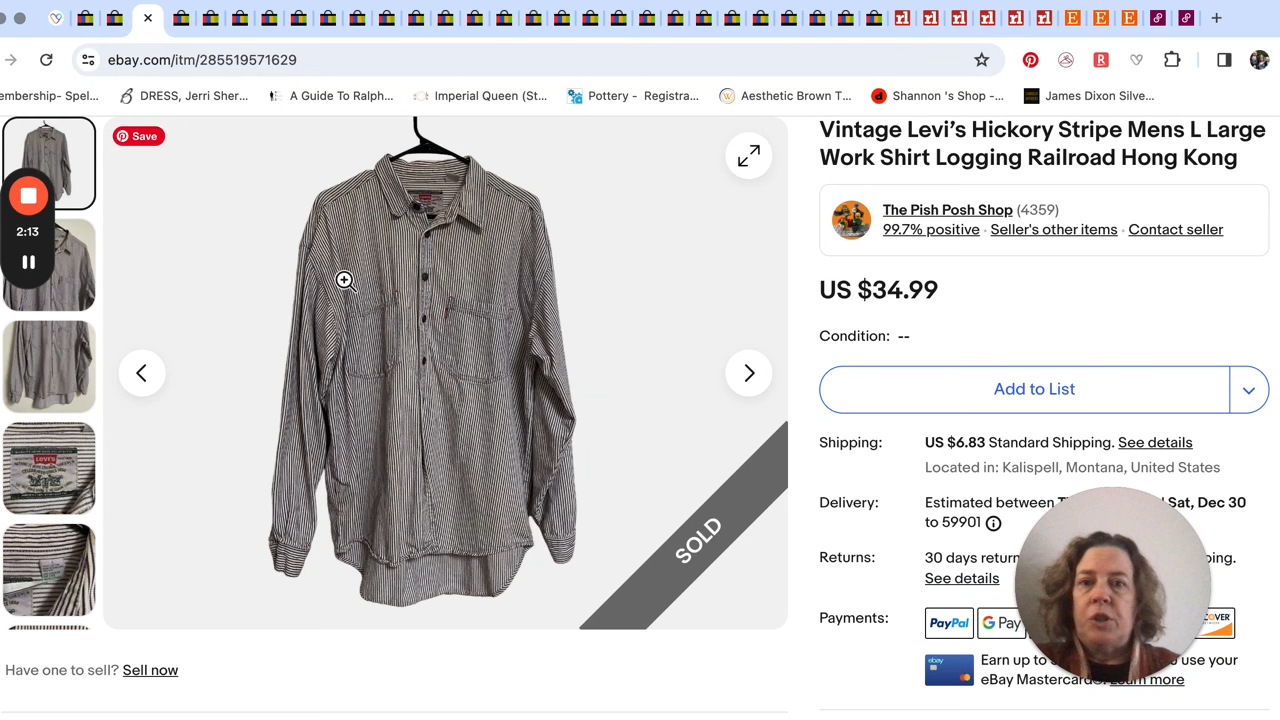 ebay.com/itm/285519571629
embership- Spel...
DRESS, Jerri Sher...
A Guide To Ralph...
Imperial Queen (St...
Pottery - Registra...
Aesthetic Brown T...
Shannon 's Shop -...
James Dixon Silve...
Save
2:13
LEVI'S
SOLD
Have one to sell? Sell now
Vintage Levi's Hickory Stripe Mens L Large
Work Shirt Logging Railroad Hong Kong
The Pish Posh Shop (4359)
99.7% positive · Seller's other items · Contact seller
US $34.99
Condition: --
Add to List
Shipping: US $6.83 Standard Shipping. See details
Located in: Kalispell, Montana, United States
Delivery: Estimated between Sat, Dec 30
to 59901
Returns: 30 days
See details
Payments: PayPal G Pay
ebay
Earn up to use your
eBay Mastercard Learn more